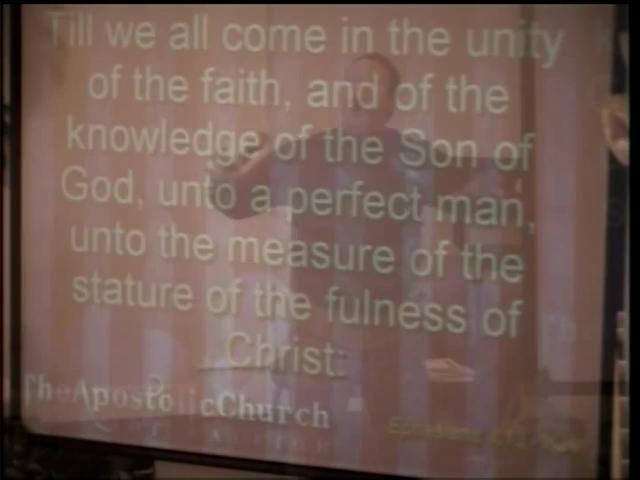 Till we all come in the unity
of the faith, and of the
knowledge of the Son of
God, unto a perfect man,
unto the measure of the
stature of the fulness of
Christ:
TheApostolicChurch